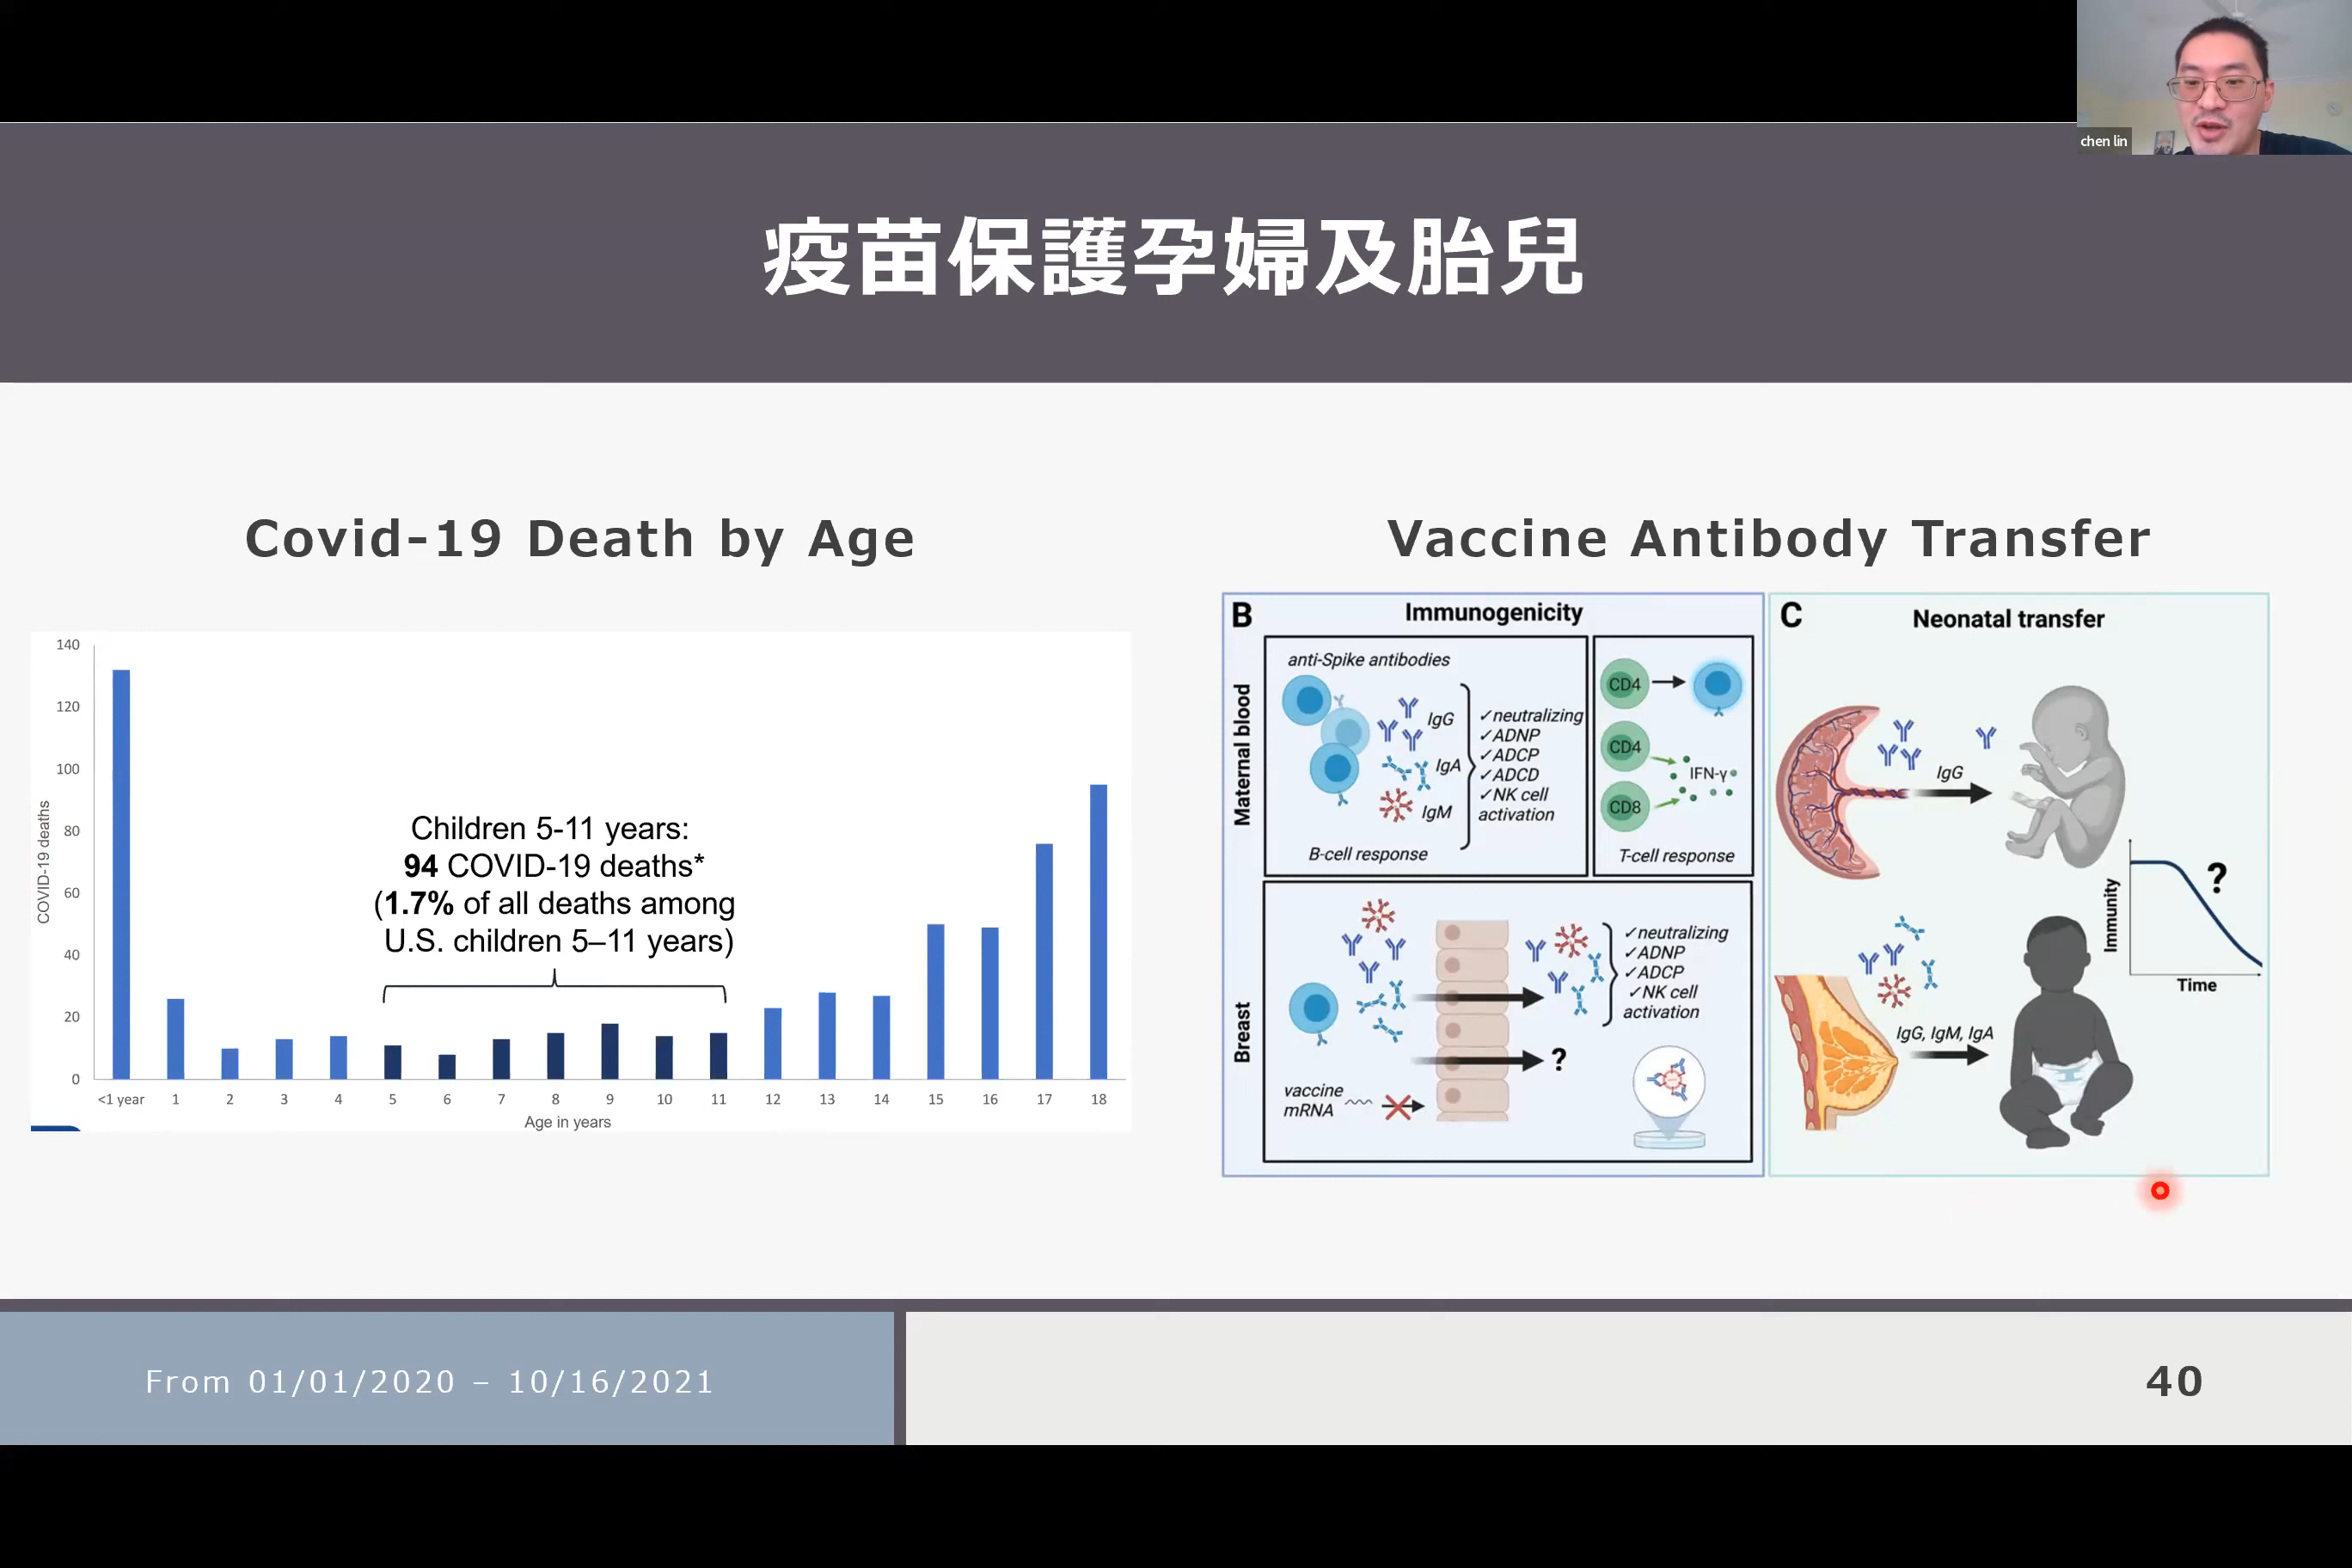 chen lin
疫苗保護孕婦及胎兒
Covid-19 Death by Age
140
120
100
80
60
40
20
0
COVID-19 deaths
Children 5-11 years:
94 COVID-19 deaths*
(1.7% of all deaths among
U.S. children 5–11 years)
<1 year 1 2 3 4 5 6 7 8 9 10 11 12 13 14 15 16 17 18
Age in years
Vaccine Antibody Transfer
B Immunogenicity
Maternal blood
anti-Spike antibodies
IgG
IgA
IgM
✓neutralizing
✓ADNP
✓ADCP
✓ADCD
✓NK cell
activation
B-cell response
CD4
CD4
IFN-γ
CD8
T-cell response
Breast
✓neutralizing
✓ADNP
✓ADCP
✓NK cell
activation
?
vaccine
mRNA
C Neonatal transfer
IgG
Immunity
?
Time
IgG, IgM, IgA
From 01/01/2020 – 10/16/2021
40